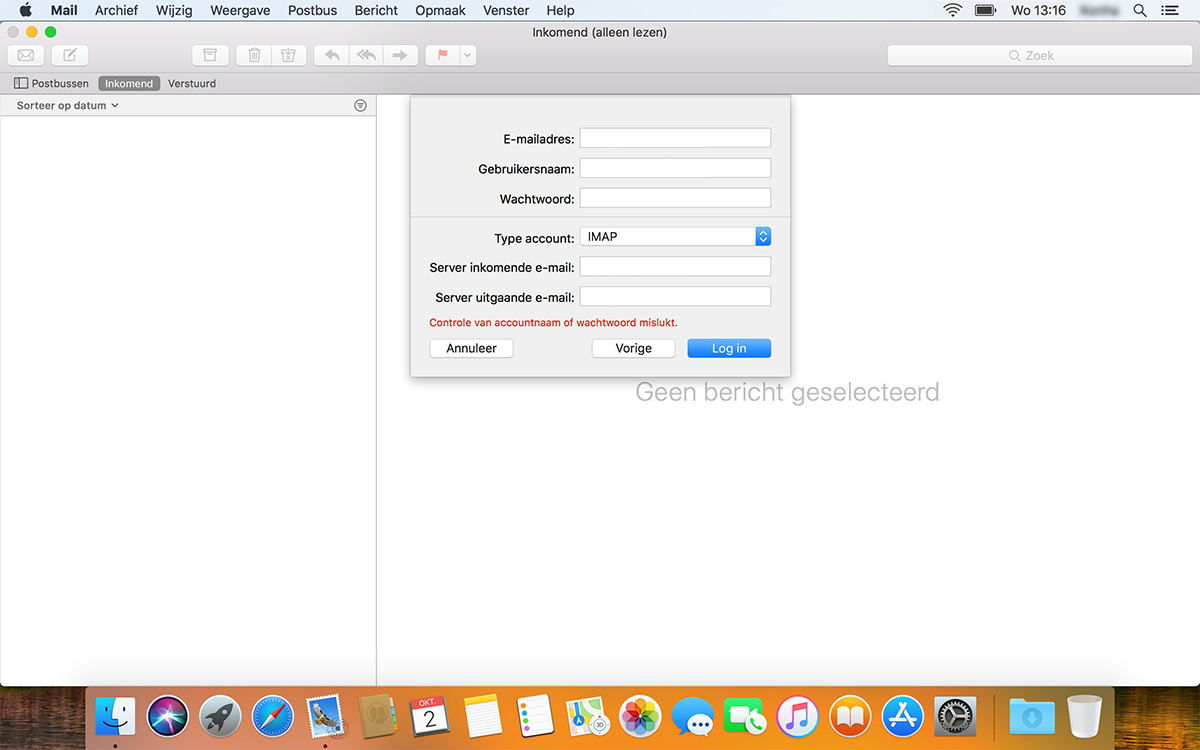 Mail Archief Wijzig Weergave Postbus Bericht Opmaak Venster Help Wo 13:16
Inkomend (alleen lezen)
Zoek
Postbussen Inkomend Verstuurd
Sorteer op datum
E-mailadres:
Gebruikersnaam:
Wachtwoord:
Type account: IMAP
Server inkomende e-mail:
Server uitgaande e-mail:
Controle van accountnaam of wachtwoord mislukt.
Annuleer Vorige Log in
Geen bericht geselecteerd
OKT.
2